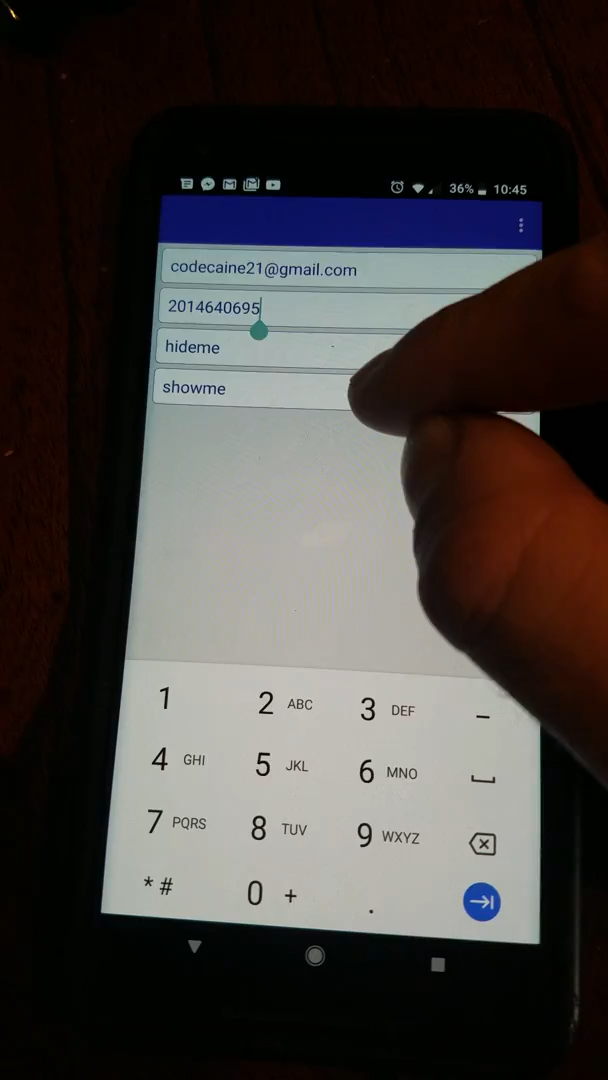 36% 10:45
codecaine21@gmail.com
2014640695
hideme
showme
1 2 ABC 3 DEF -
4 GHI 5 JKL 6 MNO
7 PQRS 8 TUV 9 WXYZ
* # 0 + .